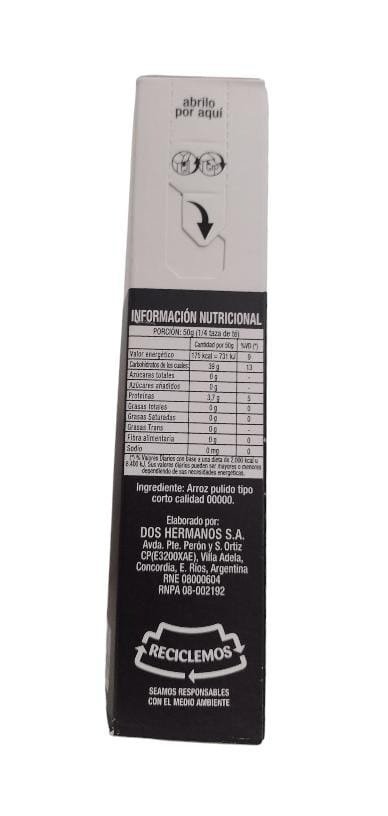 abrilo
por aquí
INFORMACIÓN NUTRICIONAL
PORCIÓN: 50g (1/4 taza de té)
Cantidad por 50g %VD (*)
Valor energético 175 kcal = 731 kJ 9
Carbohidratos de los cuales: 39 g 13
Azúcares totales 0 g -
Azúcares añadidos 0 g -
Proteínas 3,7 g 5
Grasas totales 0 g 0
Grasas Saturadas 0 g 0
Grasas Trans 0 g -
Fibra alimentaria 0 g 0
Sodio 0 mg 0
(*) % Valores Diarios con base a una dieta de 2.000 kcal u
8.400 kJ. Sus valores diarios pueden ser mayores o menores
dependiendo de sus necesidades energéticas.
Ingrediente: Arroz pulido tipo
corto calidad 00000.
Elaborado por:
DOS HERMANOS S.A.
Avda. Pte. Perón y S. Ortiz
CP(E3200XAE), Villa Adela,
Concordia, E. Ríos, Argentina
RNE 08000604
RNPA 08-002192
RECICLEMOS
SEAMOS RESPONSABLES
CON EL MEDIO AMBIENTE